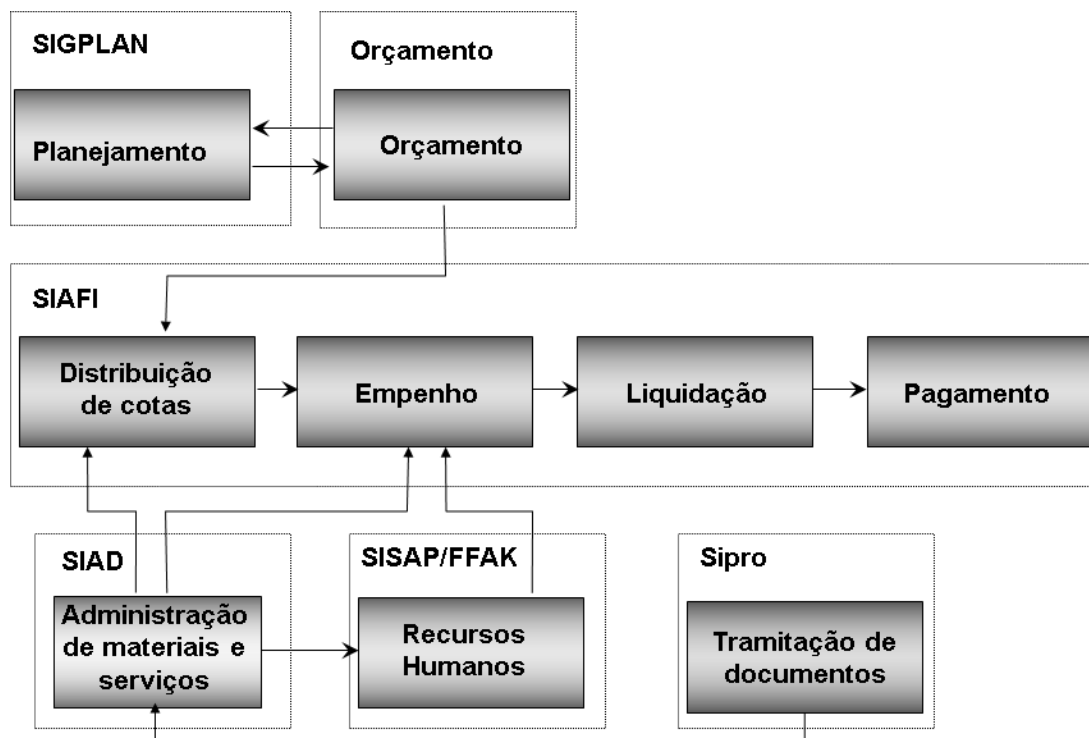 SIGPLAN
Planejamento
Orçamento
Orçamento
SIAFI
Distribuição
de cotas
Empenho
Liquidação
Pagamento
SIAD
Administração
de materiais e
serviços
SISAP/FFAK
Recursos
Humanos
Sipro
Tramitação de
documentos